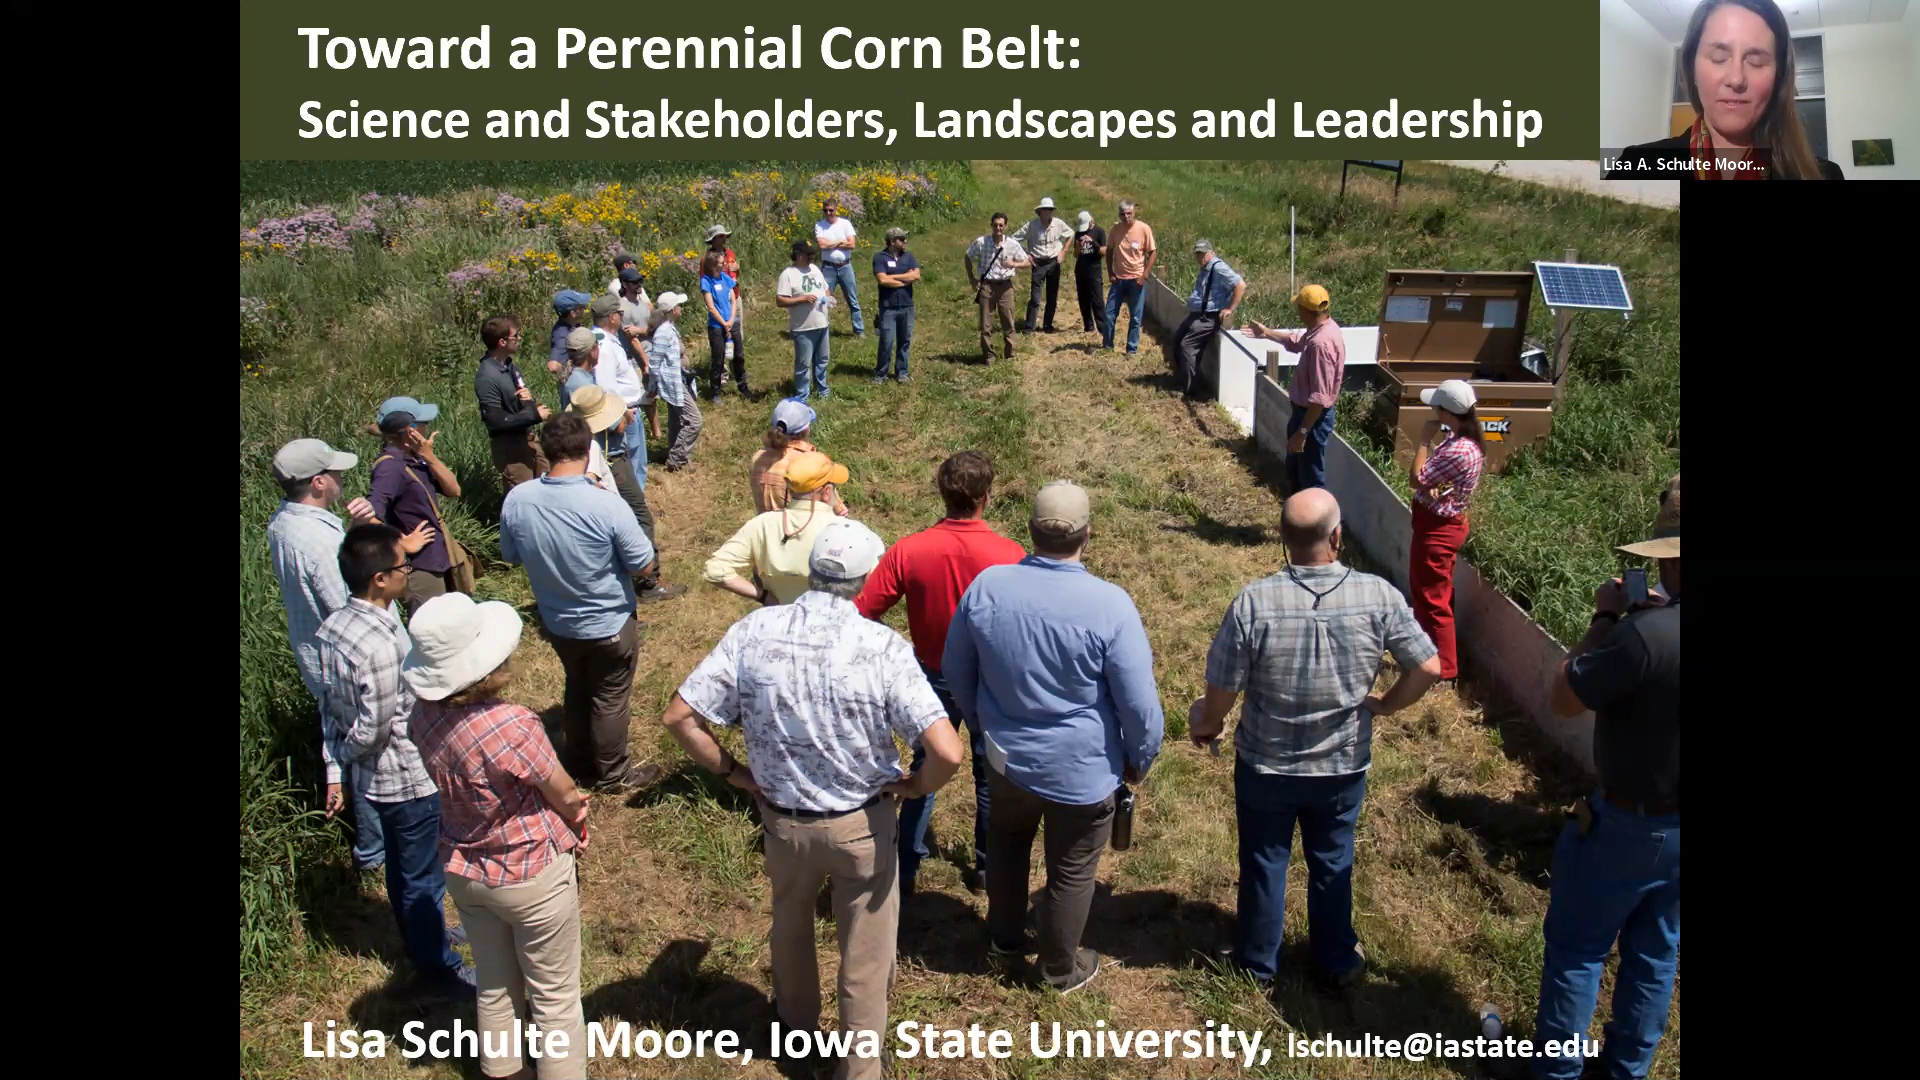 Toward a Perennial Corn Belt:
Science and Stakeholders, Landscapes and Leadership
Lisa A. Schulte Moor...
ACK
Lisa Schulte Moore, Iowa State University, lschulte@iastate.edu